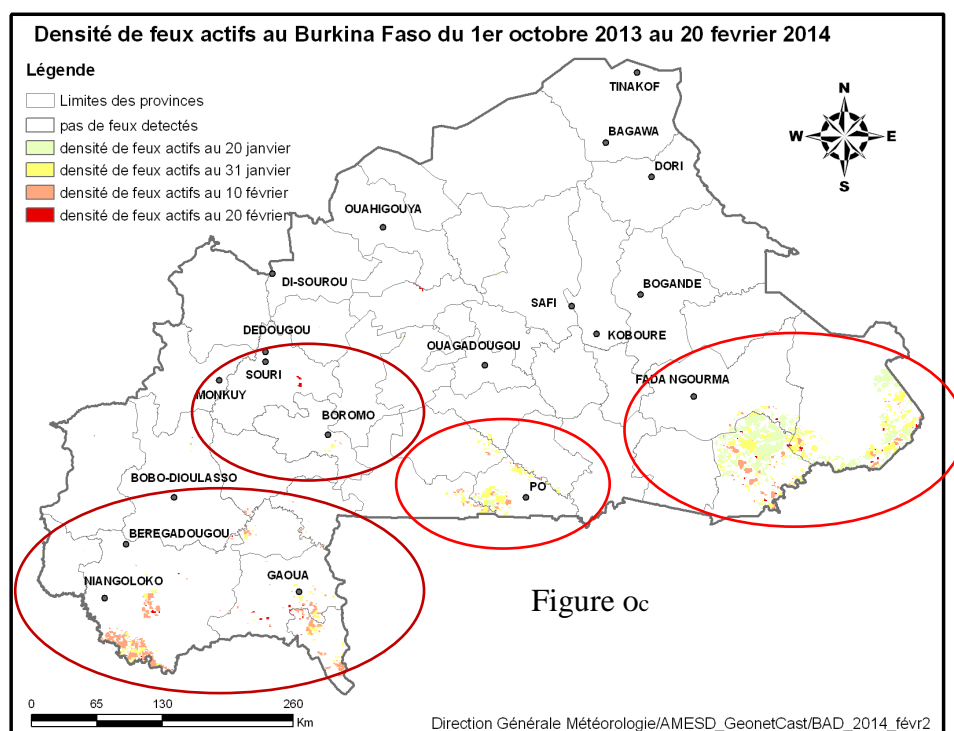 Densité de feux actifs au Burkina Faso du 1er octobre 2013 au 20 fevrier 2014
Légende
Limites des provinces
pas de feux detectés
densité de feux actifs au 20 janvier
densité de feux actifs au 31 janvier
densité de feux actifs au 10 février
densité de feux actifs au 20 février
N
W
E
S
TINAKOF
BAGAWA
DORI
OUAHIGOUYA
DI-SOUROU
BOGANDE
SAFI
DEDOUGOU
KOBOURE
OUAGADOUGOU
SOURI
FADA NGOURMA
MONKUY
BOROMO
BOBO-DIOULASSO
PO
BEREGADOUGOU
NIANGOLOKO
GAOUA
Figure 0c
0 65 130 260
Km
Direction Générale Météorologie/AMESD_GeonetCast/BAD_2014_févr2